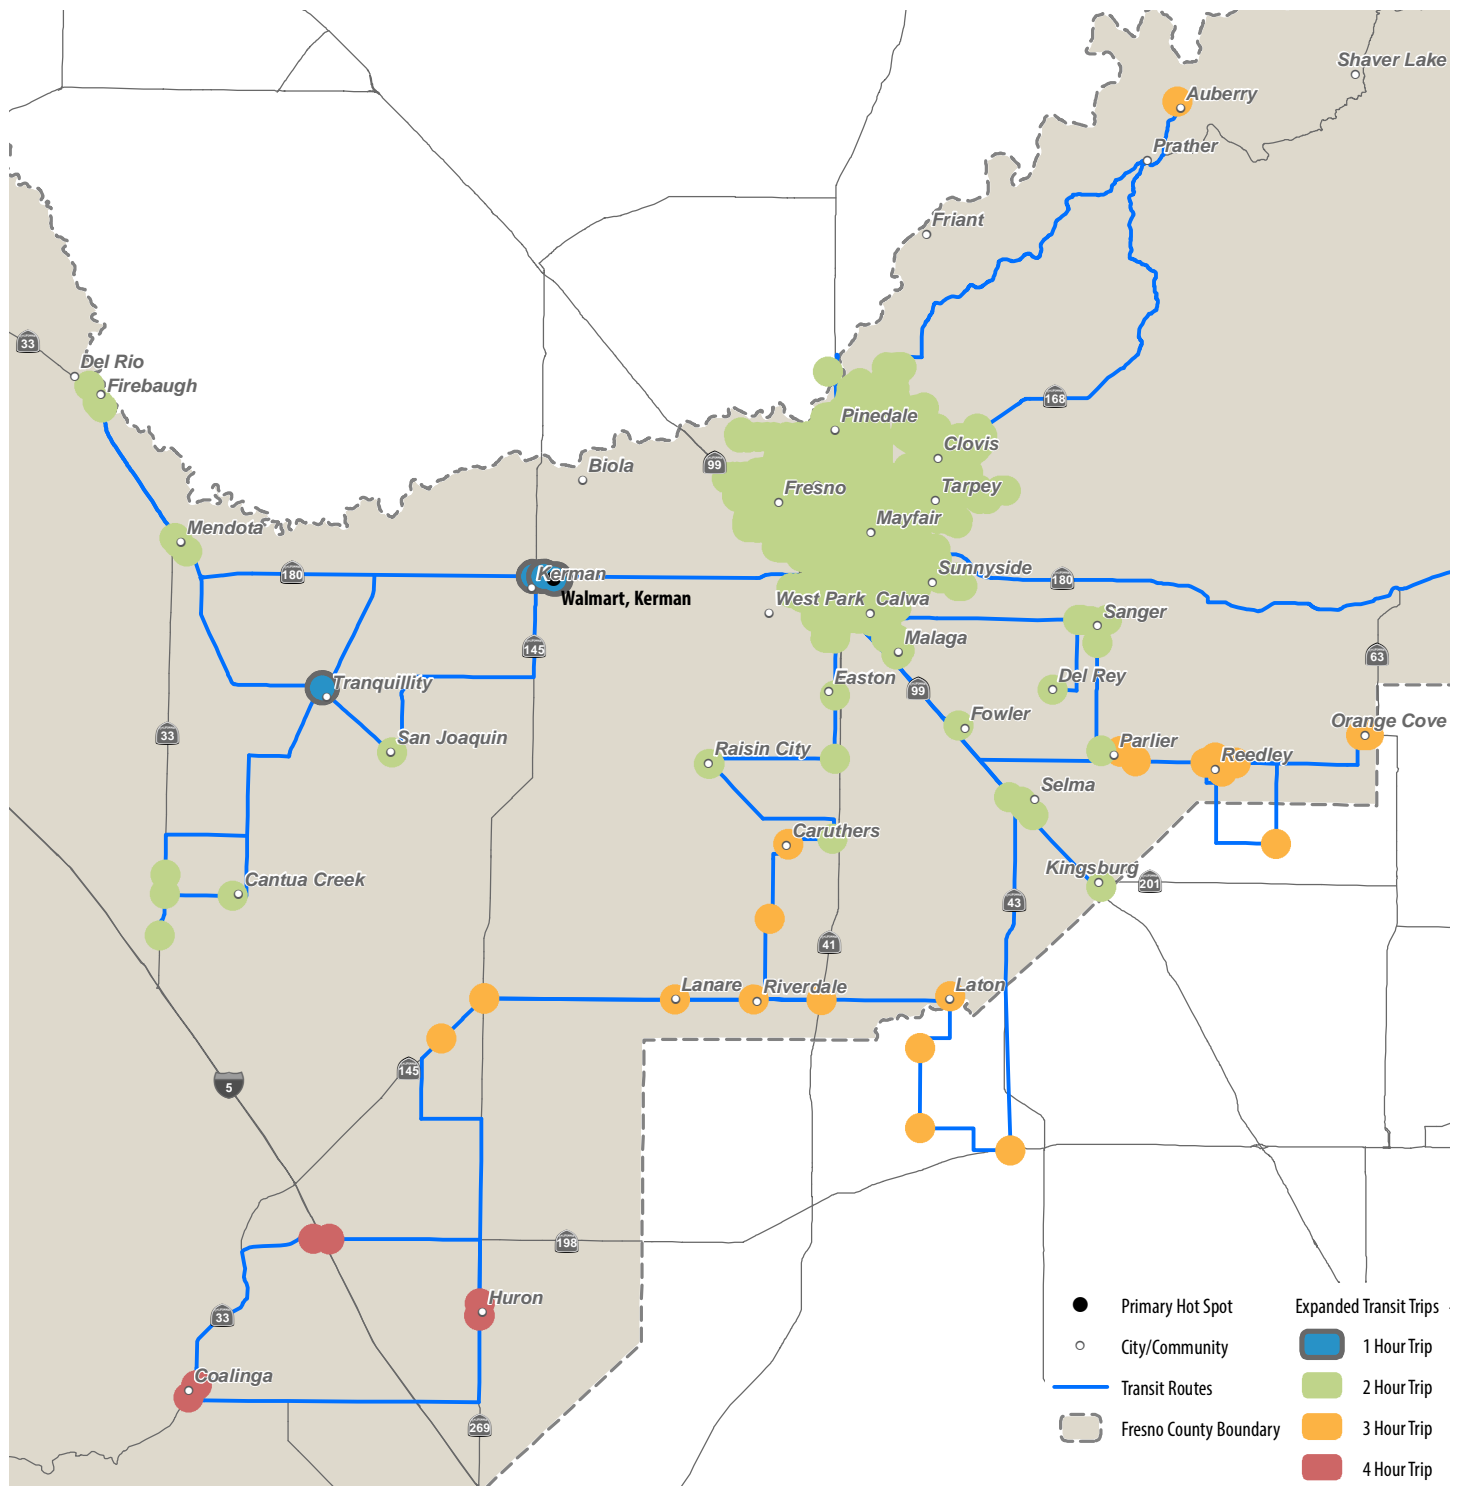 Shaver Lake
Auberry
Prather
Friant
33
Del Rio
Firebaugh
168
Pinedale
Clovis
99
Biola
Fresno
Tarpey
Mayfair
Mendota
180
Kerman
Walmart, Kerman
Sunnyside
180
West Park
Calwa
Sanger
Malaga
145
63
Tranquillity
Easton
99
Del Rey
Fowler
Orange Cove
33
San Joaquin
Raisin City
Parlier
Reedley
Selma
Caruthers
Kingsburg
201
Cantua Creek
43
41
Lanare
Riverdale
Laton
145
5
198
Huron
33
Coalinga
269
Primary Hot Spot
City/Community
Transit Routes
Fresno County Boundary
Expanded Transit Trips
1 Hour Trip
2 Hour Trip
3 Hour Trip
4 Hour Trip